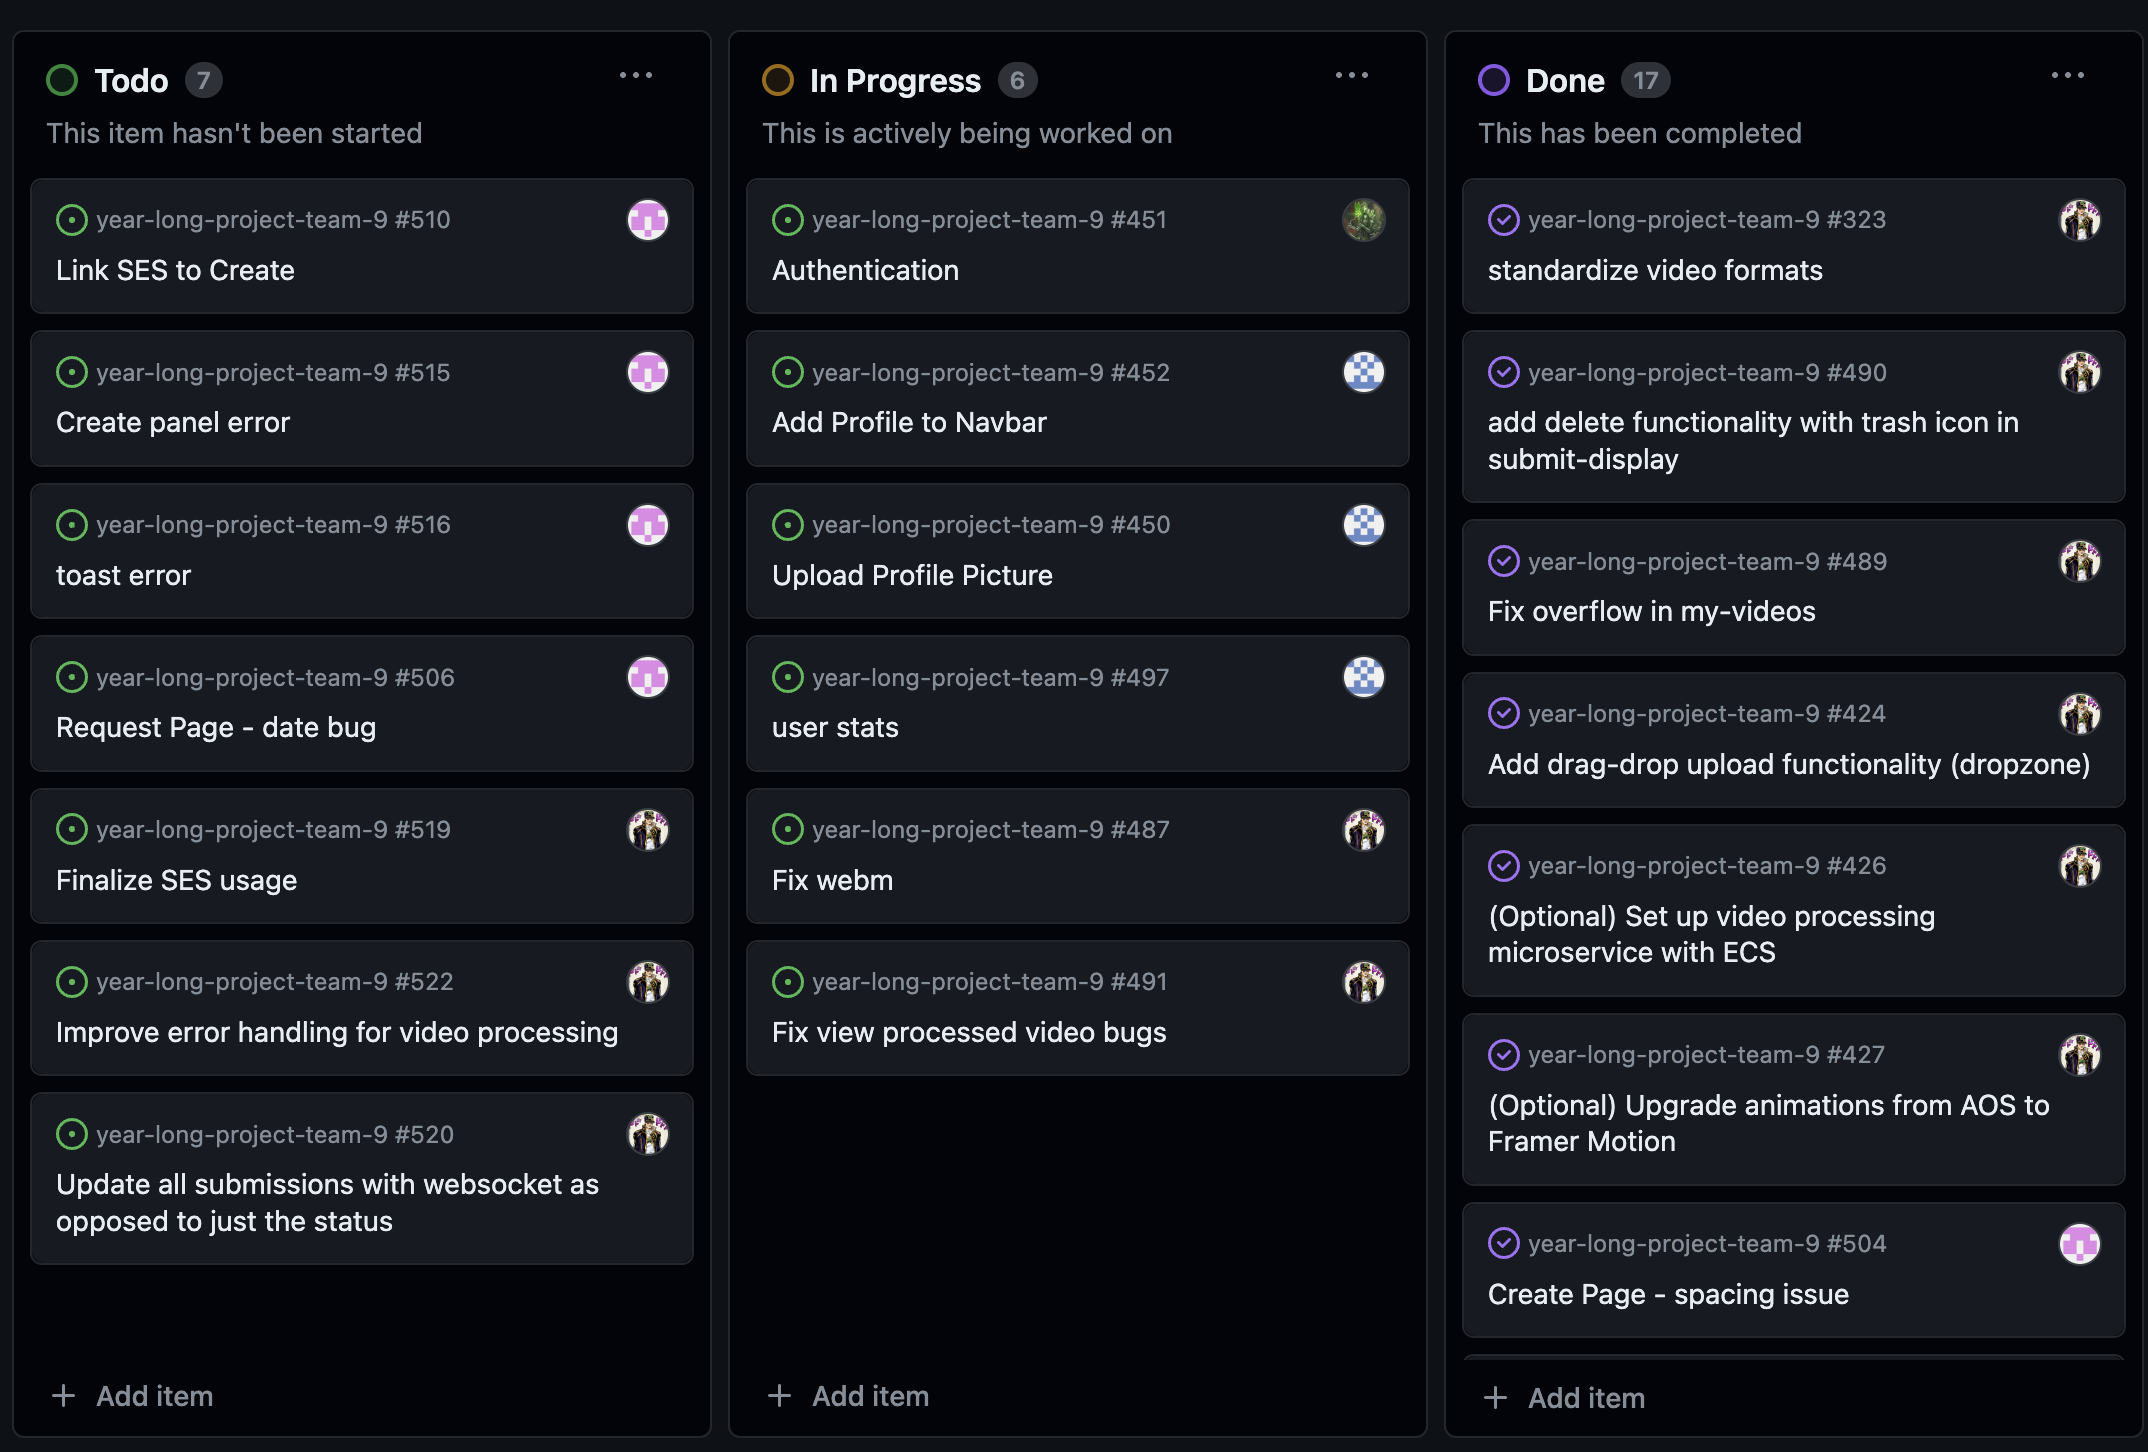 Todo 7
This item hasn't been started
year-long-project-team-9 #510
Link SES to Create
year-long-project-team-9 #515
Create panel error
year-long-project-team-9 #516
toast error
year-long-project-team-9 #506
Request Page - date bug
year-long-project-team-9 #519
Finalize SES usage
year-long-project-team-9 #522
Improve error handling for video processing
year-long-project-team-9 #520
Update all submissions with websocket as
opposed to just the status
Add item
In Progress 6
This is actively being worked on
year-long-project-team-9 #451
Authentication
year-long-project-team-9 #452
Add Profile to Navbar
year-long-project-team-9 #450
Upload Profile Picture
year-long-project-team-9 #497
user stats
year-long-project-team-9 #487
Fix webm
year-long-project-team-9 #491
Fix view processed video bugs
Add item
Done 17
This has been completed
year-long-project-team-9 #323
standardize video formats
year-long-project-team-9 #490
add delete functionality with trash icon in
submit-display
year-long-project-team-9 #489
Fix overflow in my-videos
year-long-project-team-9 #424
Add drag-drop upload functionality (dropzone)
year-long-project-team-9 #426
(Optional) Set up video processing
microservice with ECS
year-long-project-team-9 #427
(Optional) Upgrade animations from AOS to
Framer Motion
year-long-project-team-9 #504
Create Page - spacing issue
Add item